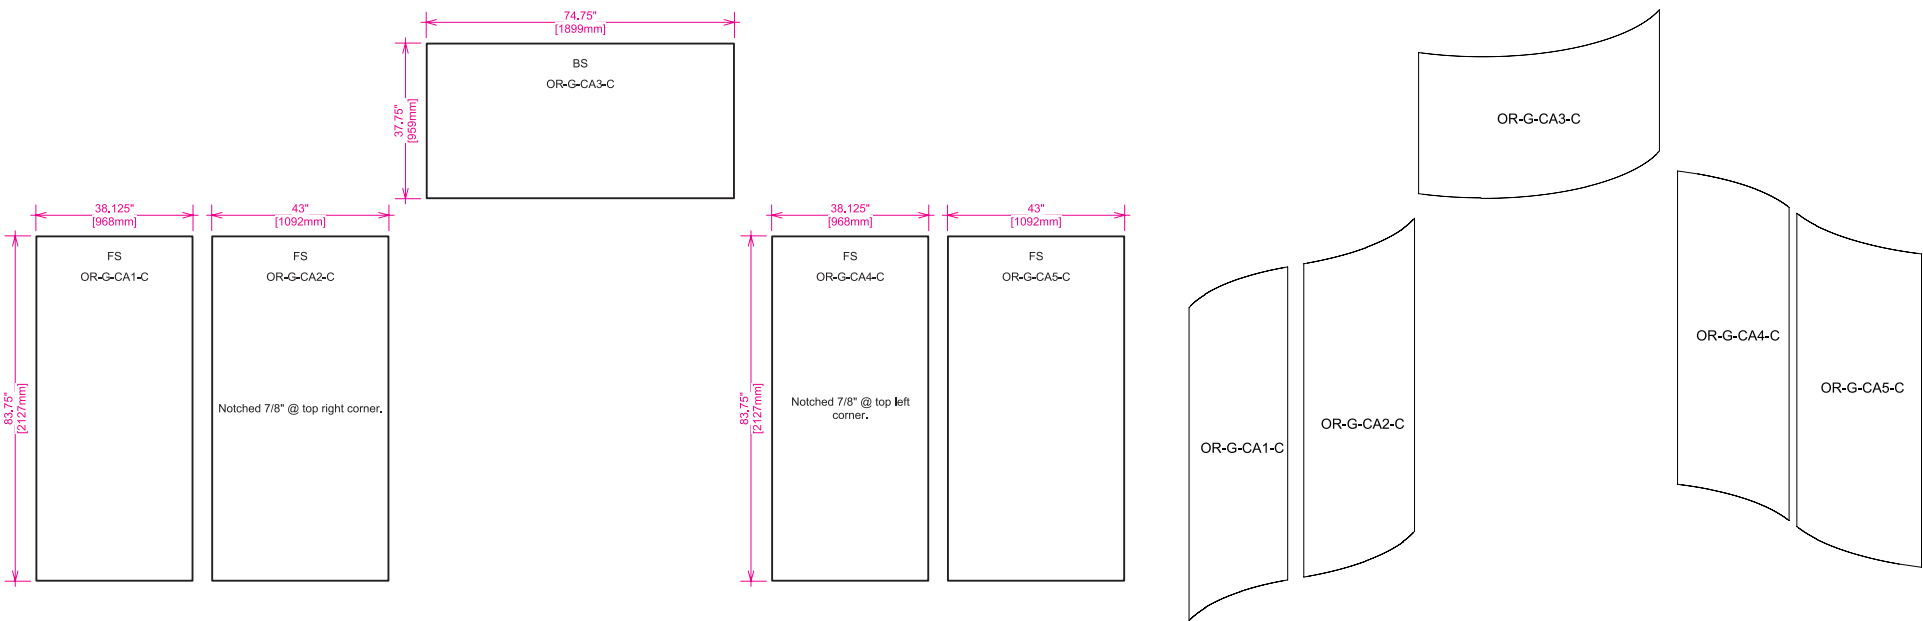 74.75"
[1899mm]
37.75"
[959mm]
BS
OR-G-CA3-C
38.125"
[968mm]
43"
[1092mm]
83.75"
[2127mm]
FS
OR-G-CA1-C
FS
OR-G-CA2-C
Notched 7/8" @ top right corner.
38.125"
[968mm]
43"
[1092mm]
83.75"
[2127mm]
FS
OR-G-CA4-C
Notched 7/8" @ top left
corner.
FS
OR-G-CA5-C
OR-G-CA3-C
OR-G-CA1-C
OR-G-CA2-C
OR-G-CA4-C
OR-G-CA5-C